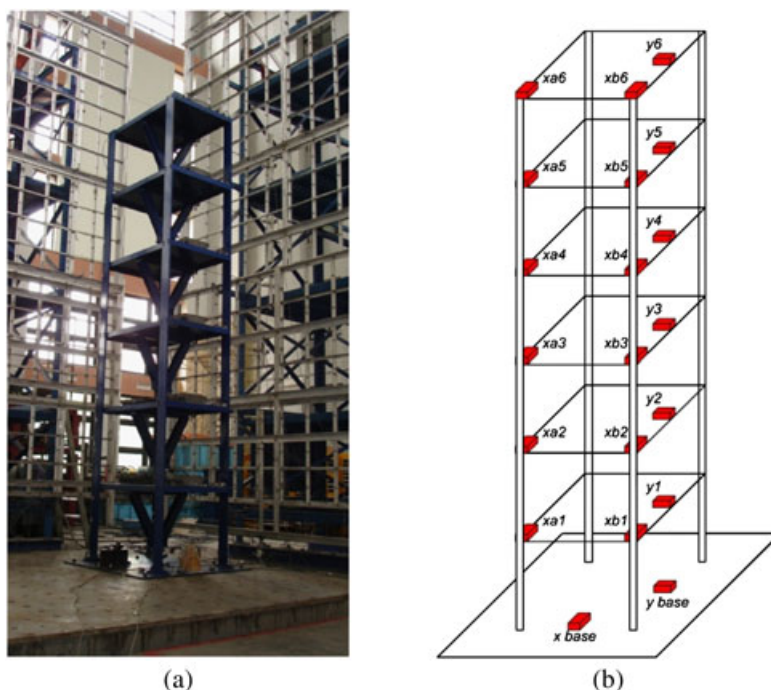 y6
xa6 xb6
y5
xa5 xb5
y4
xa4 xb4
y3
xa3 xb3
y2
xa2 xb2
y1
xa1 xb1
y base
x base
(a) (b)